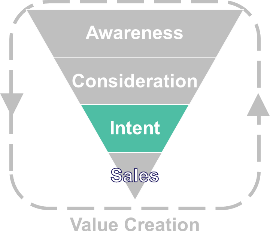 Awareness
Consideration
Intent
Sales
Value Creation